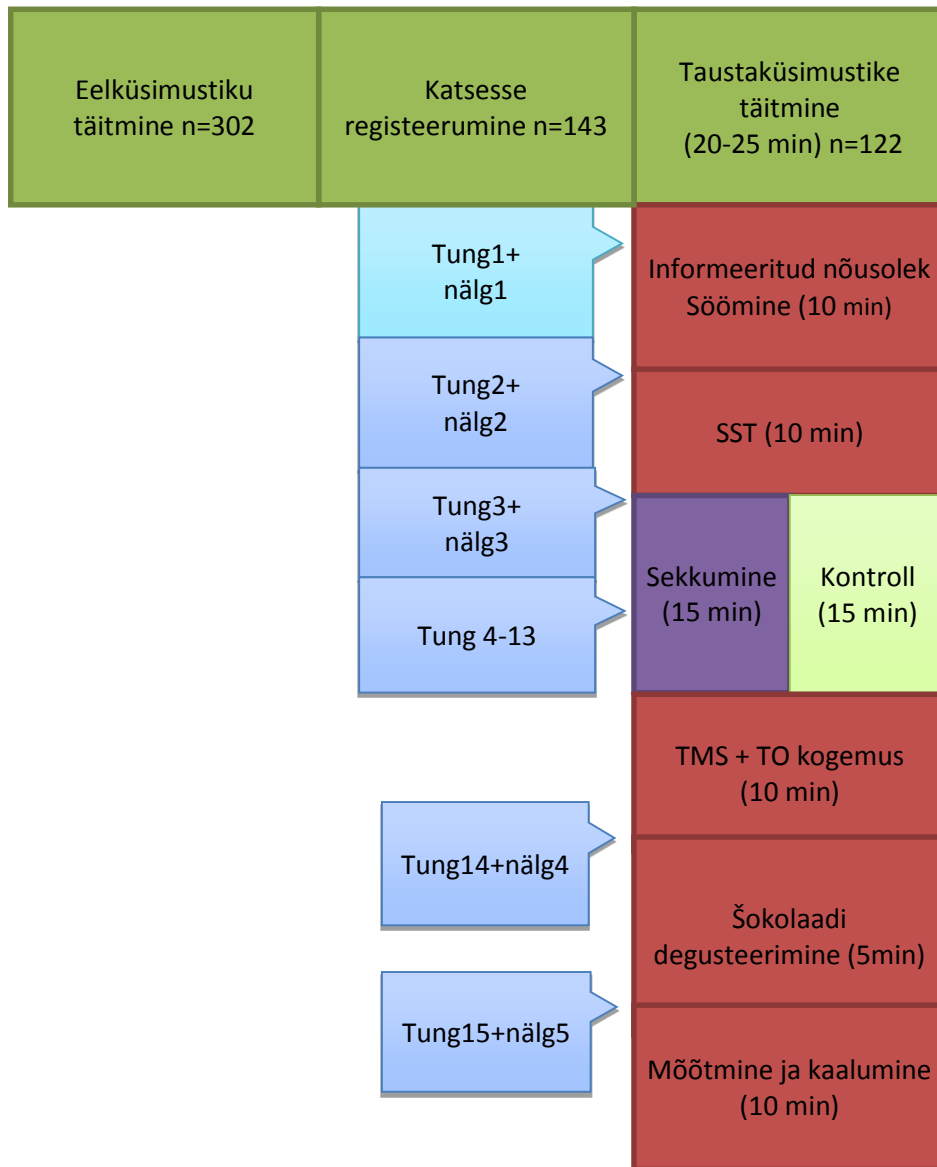 Eelküsimustiku
täitmine n=302
Katsesse
registeerumine n=143
Taustaküsimustike
täitmine
(20-25 min) n=122
Tung1+
nälg1
Informeeritud nõusolek
Söömine (10 min)
Tung2+
nälg2
SST (10 min)
Tung3+
nälg3
Sekkumine
(15 min)
Kontroll
(15 min)
Tung 4-13
TMS + TO kogemus
(10 min)
Tung14+nälg4
Šokolaadi
degusteerimine (5min)
Tung15+nälg5
Mõõtmine ja kaalumine
(10 min)